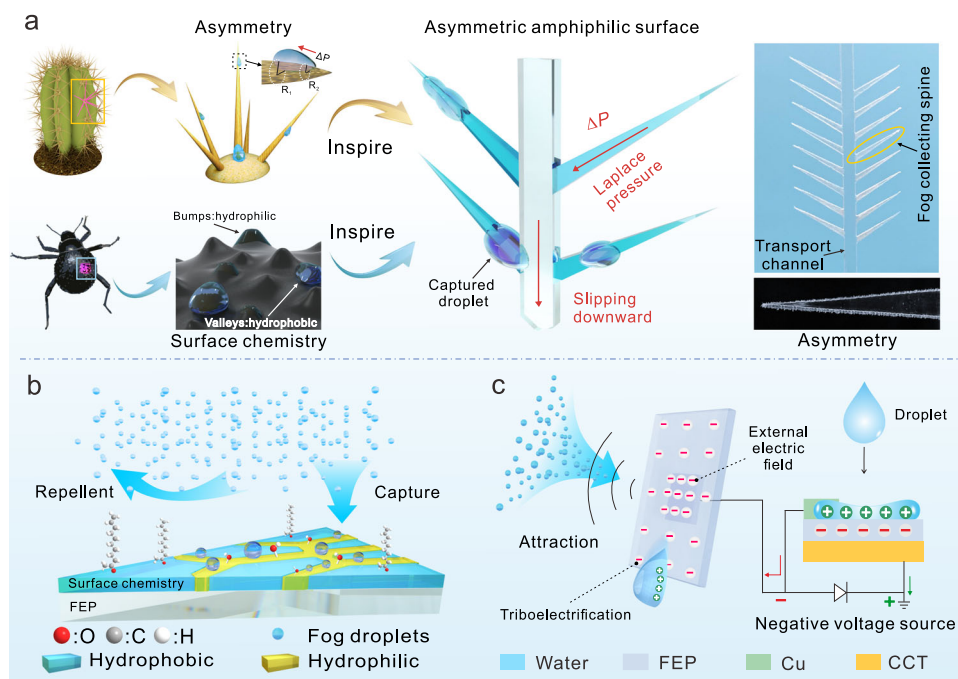 a
Asymmetry
ΔP
R1
R2
Inspire
Asymmetric amphiphilic surface
ΔP
Laplace
pressure
Fog collecting spine
Transport
channel
Asymmetry
Bumps:hydrophilic
Valleys:hydrophobic
Surface chemistry
Inspire
Captured
droplet
Slipping
downward
b
Repellent
Capture
Surface chemistry
FEP
:O
:C
:H
Fog droplets
Hydrophobic
Hydrophilic
c
Attraction
External
electric
field
Triboelectrification
Droplet
+ + + + +
− − − − −
−
+
Negative voltage source
Water
FEP
Cu
CCT